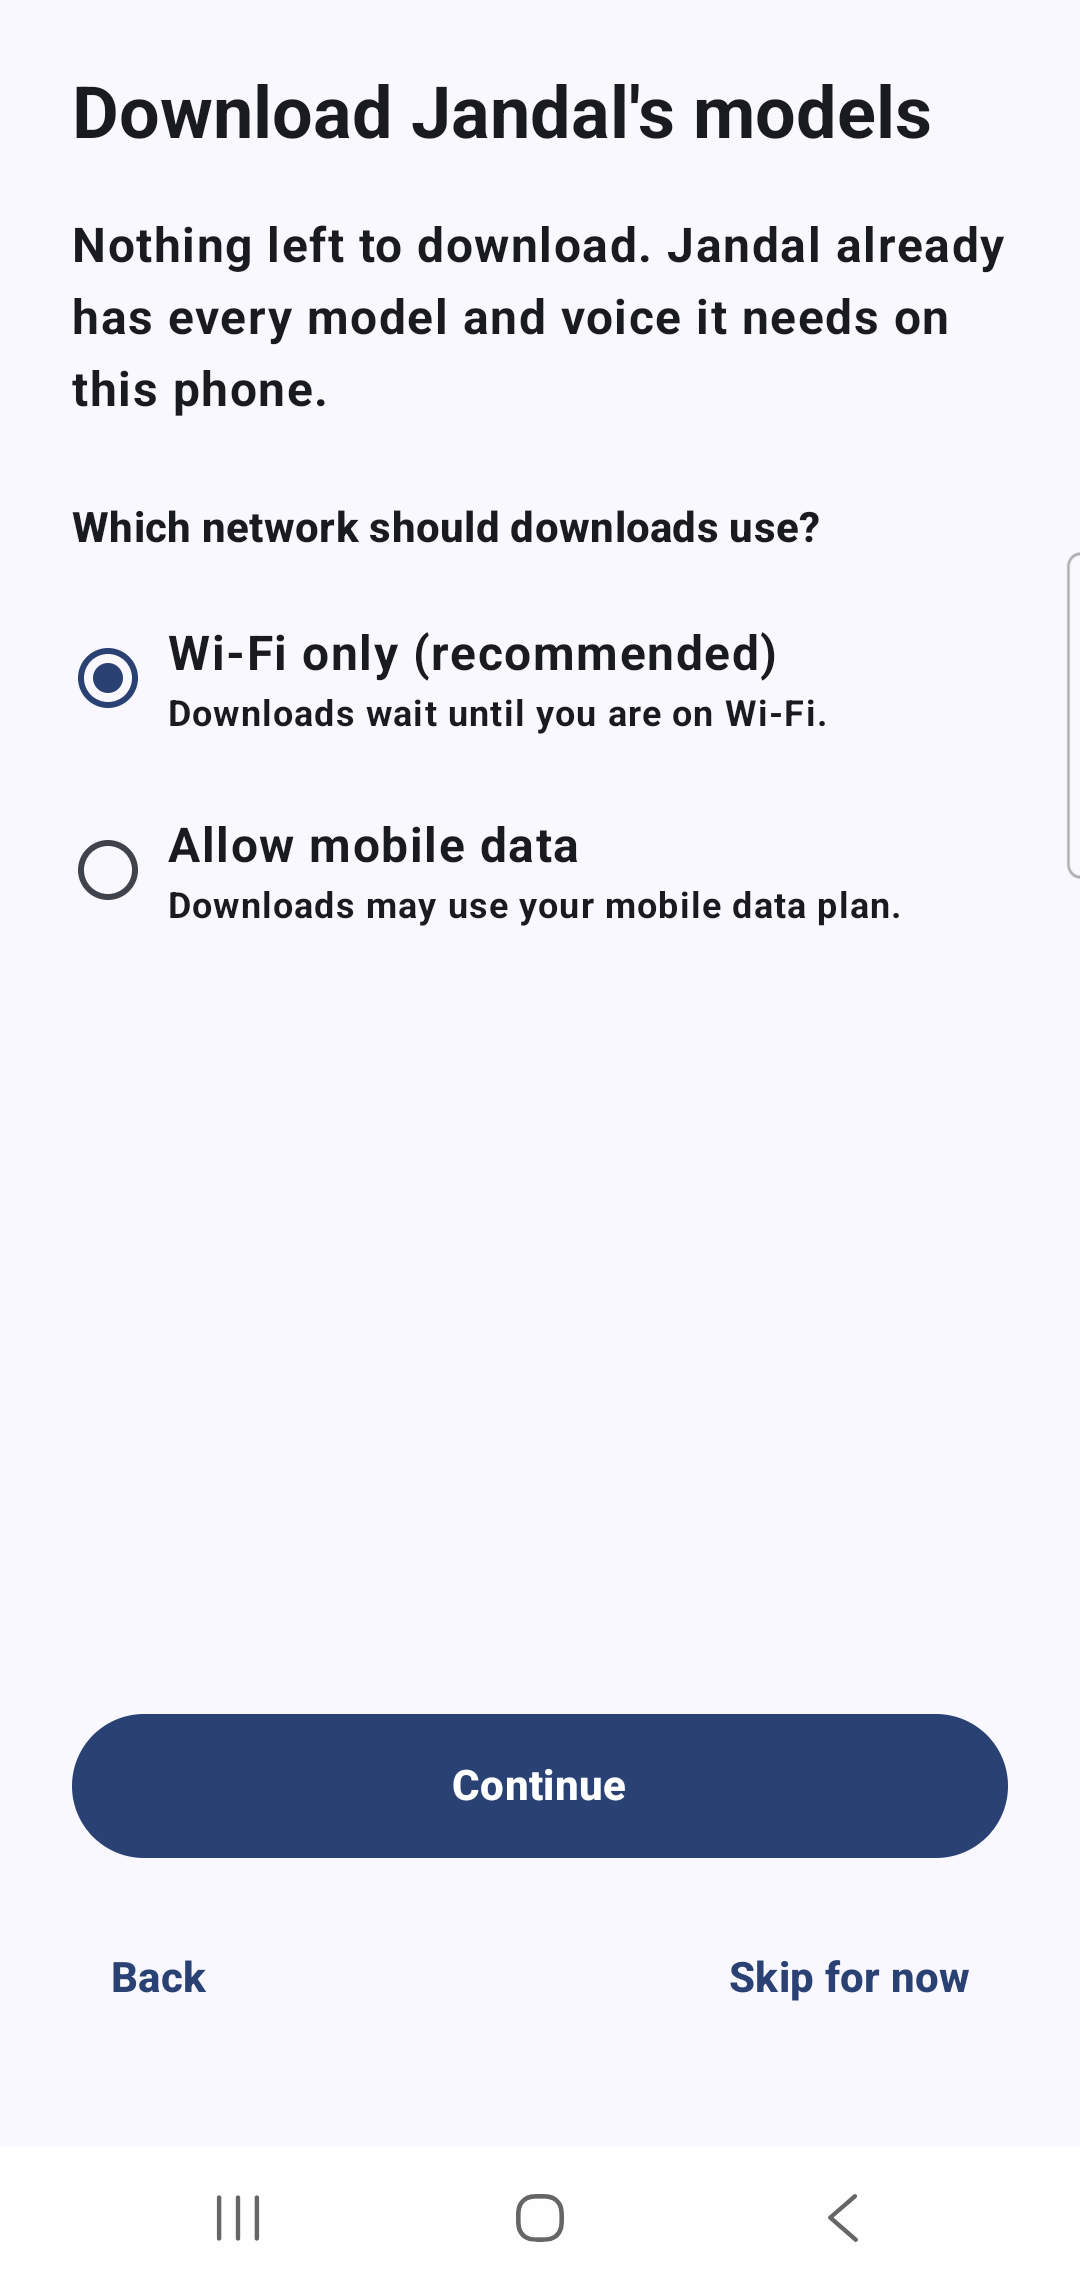 Download Jandal's models
Nothing left to download. Jandal already
has every model and voice it needs on
this phone.
Which network should downloads use?
Wi-Fi only (recommended)
Downloads wait until you are on Wi-Fi.
Allow mobile data
Downloads may use your mobile data plan.
Continue
Back
Skip for now